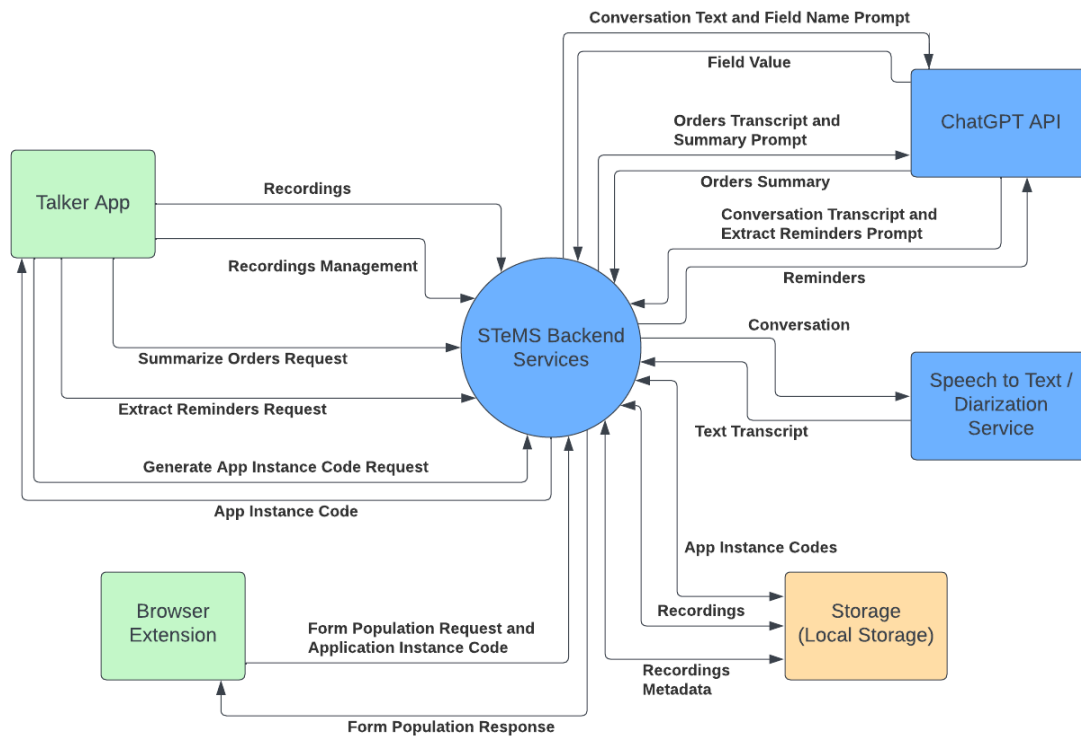 Conversation Text and Field Name Prompt
Field Value
ChatGPT API
Orders Transcript and
Summary Prompt
Orders Summary
Talker App
Recordings
Conversation Transcript and
Extract Reminders Prompt
Recordings Management
Reminders
STeMS Backend
Services
Conversation
Summarize Orders Request
Speech to Text /
Diarization
Service
Extract Reminders Request
Text Transcript
Generate App Instance Code Request
App Instance Code
App Instance Codes
Browser
Extension
Recordings
Storage
(Local Storage)
Form Population Request and
Application Instance Code
Recordings
Metadata
Form Population Response